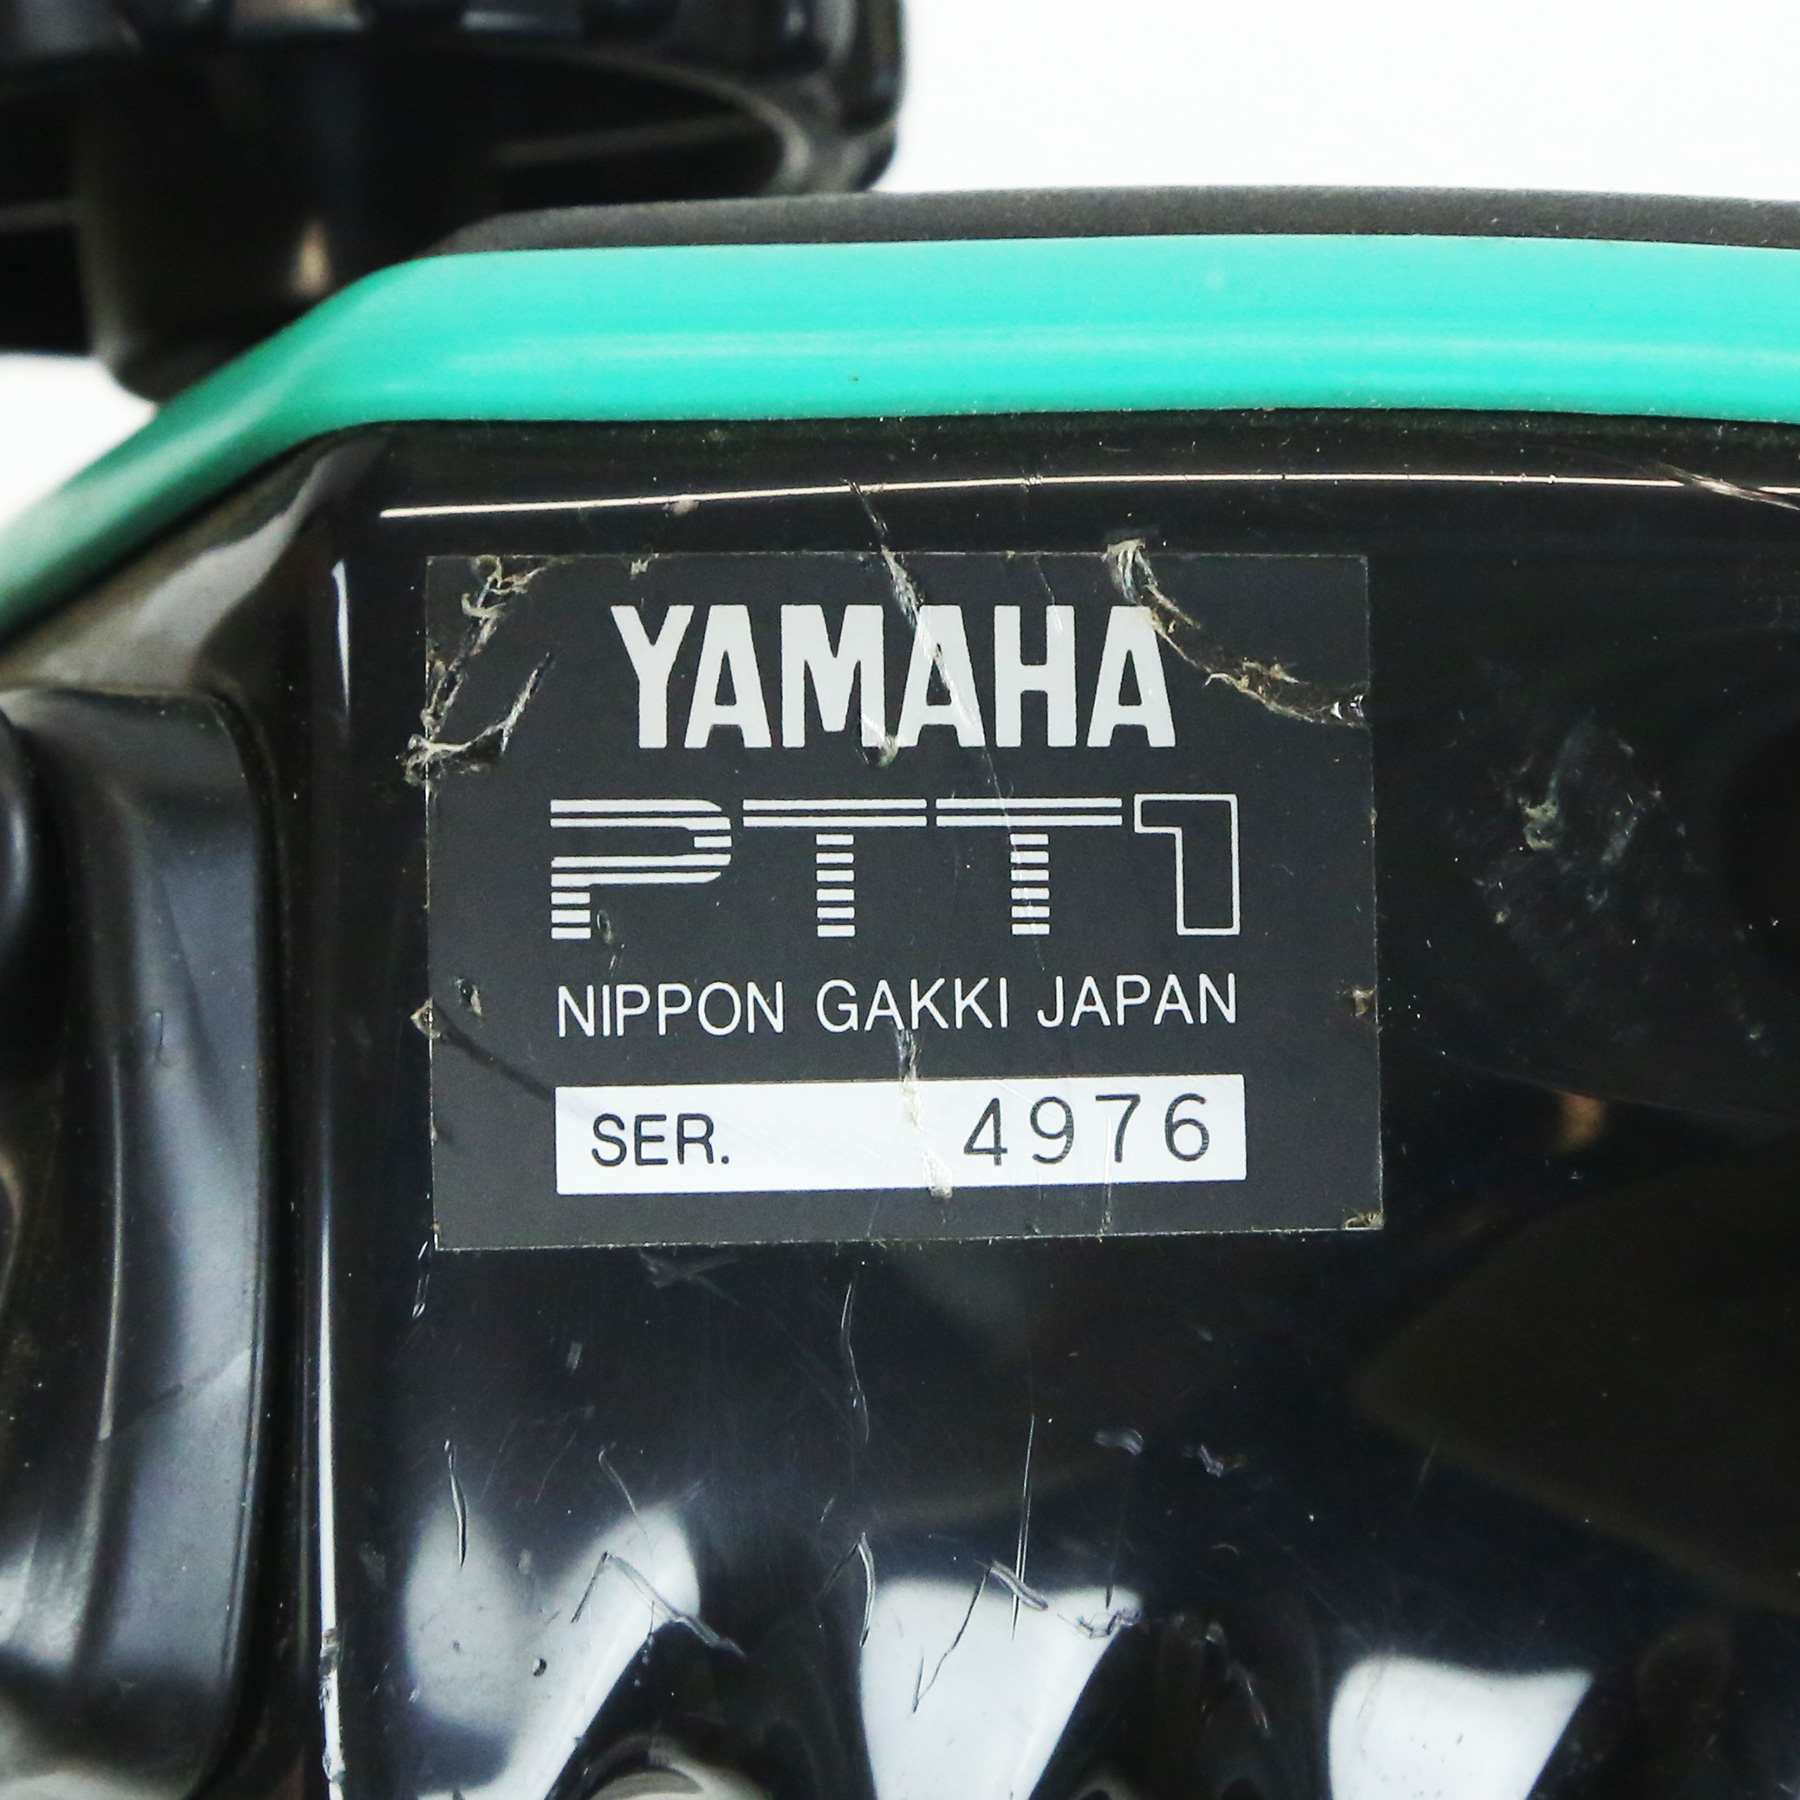 YAMAHA
PTT1
NIPPON GAKKI JAPAN
SER. 4976